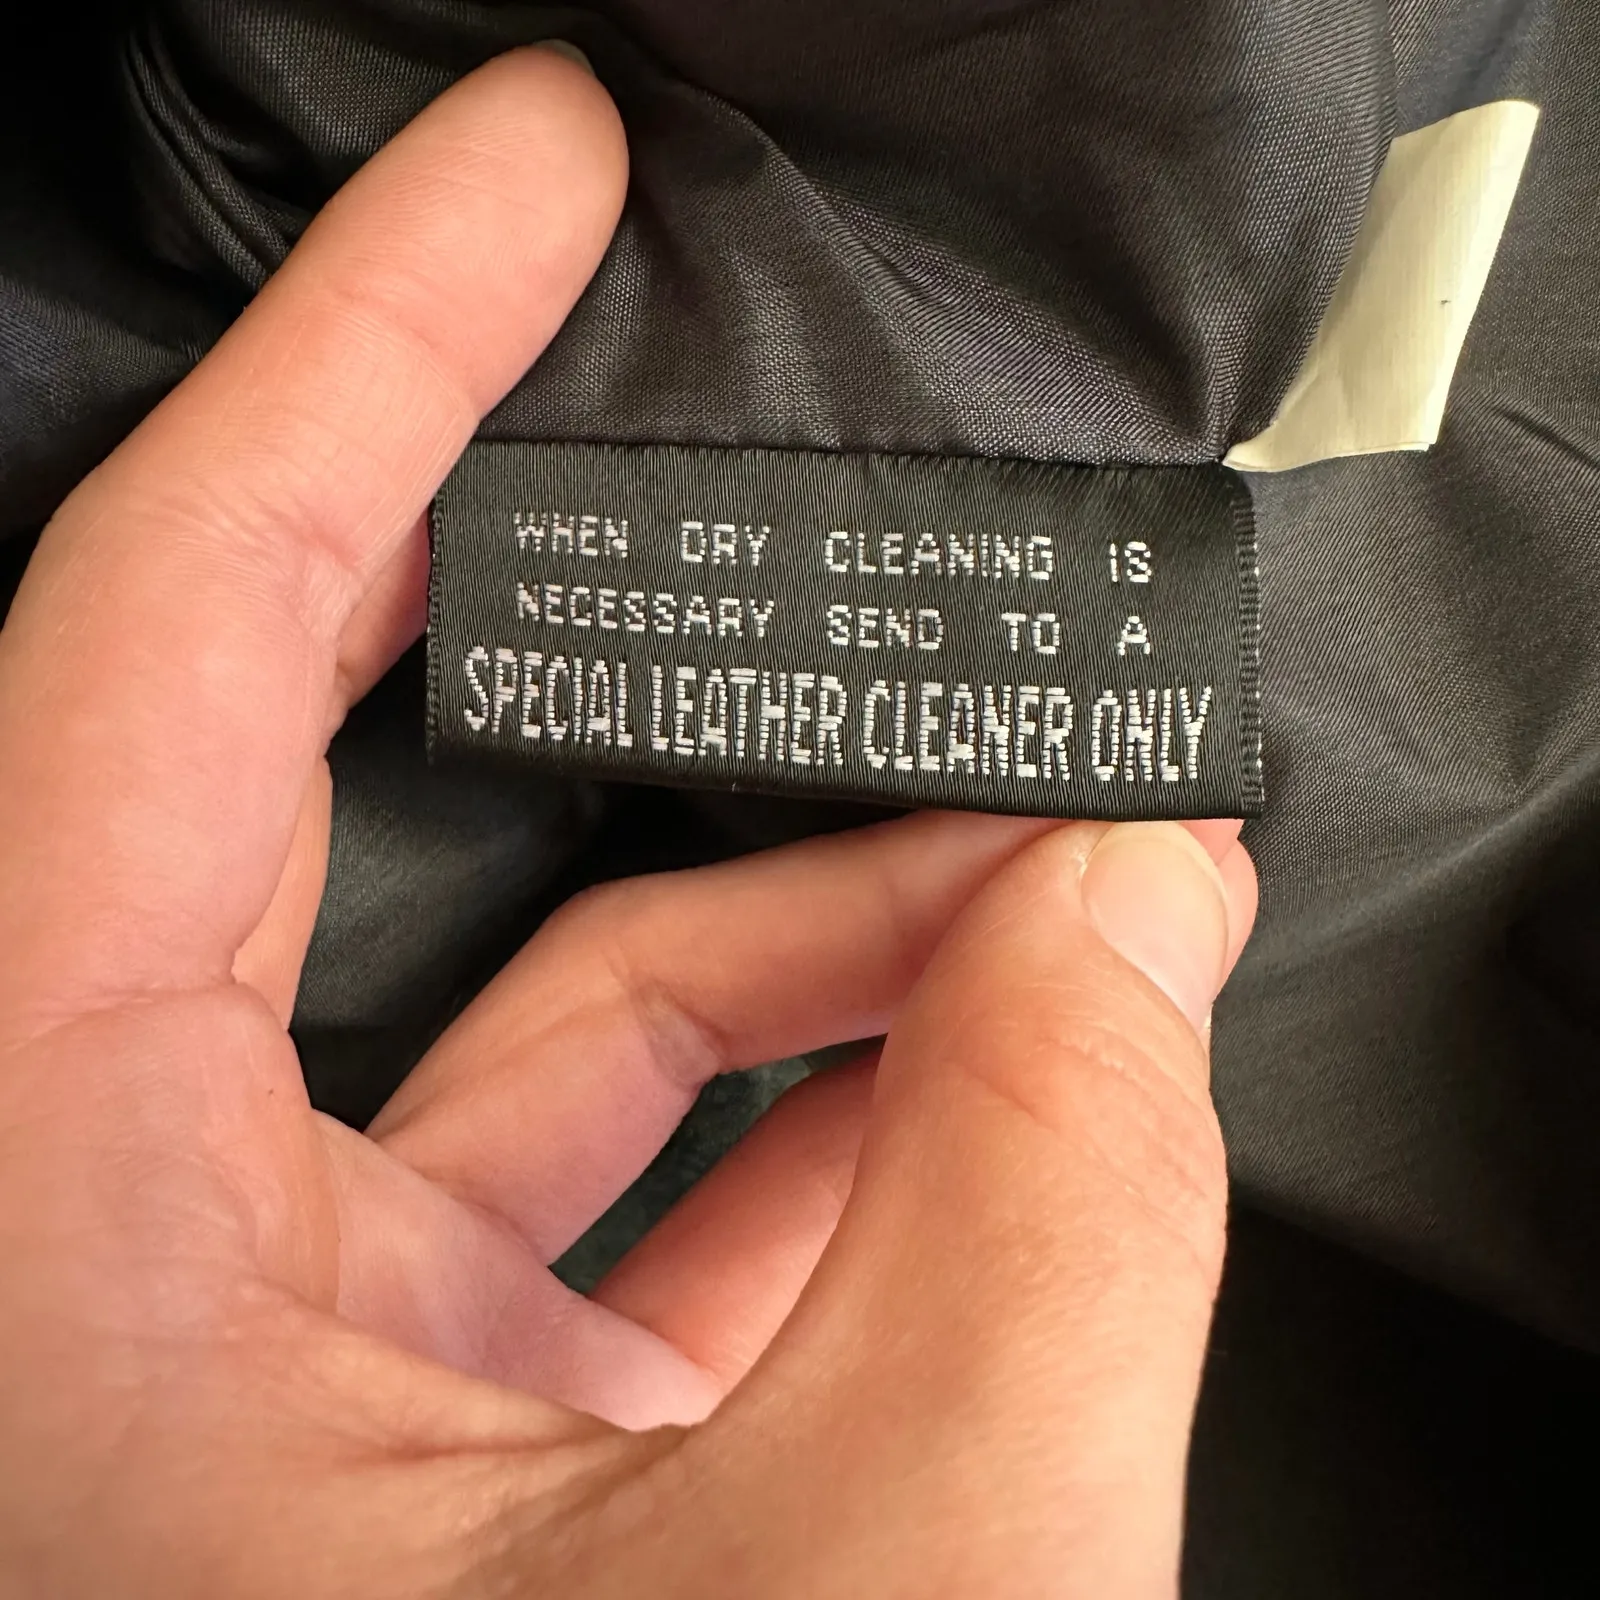 WHEN DRY CLEANING IS
NECESSARY SEND TO A
SPECIAL LEATHER CLEANER ONLY